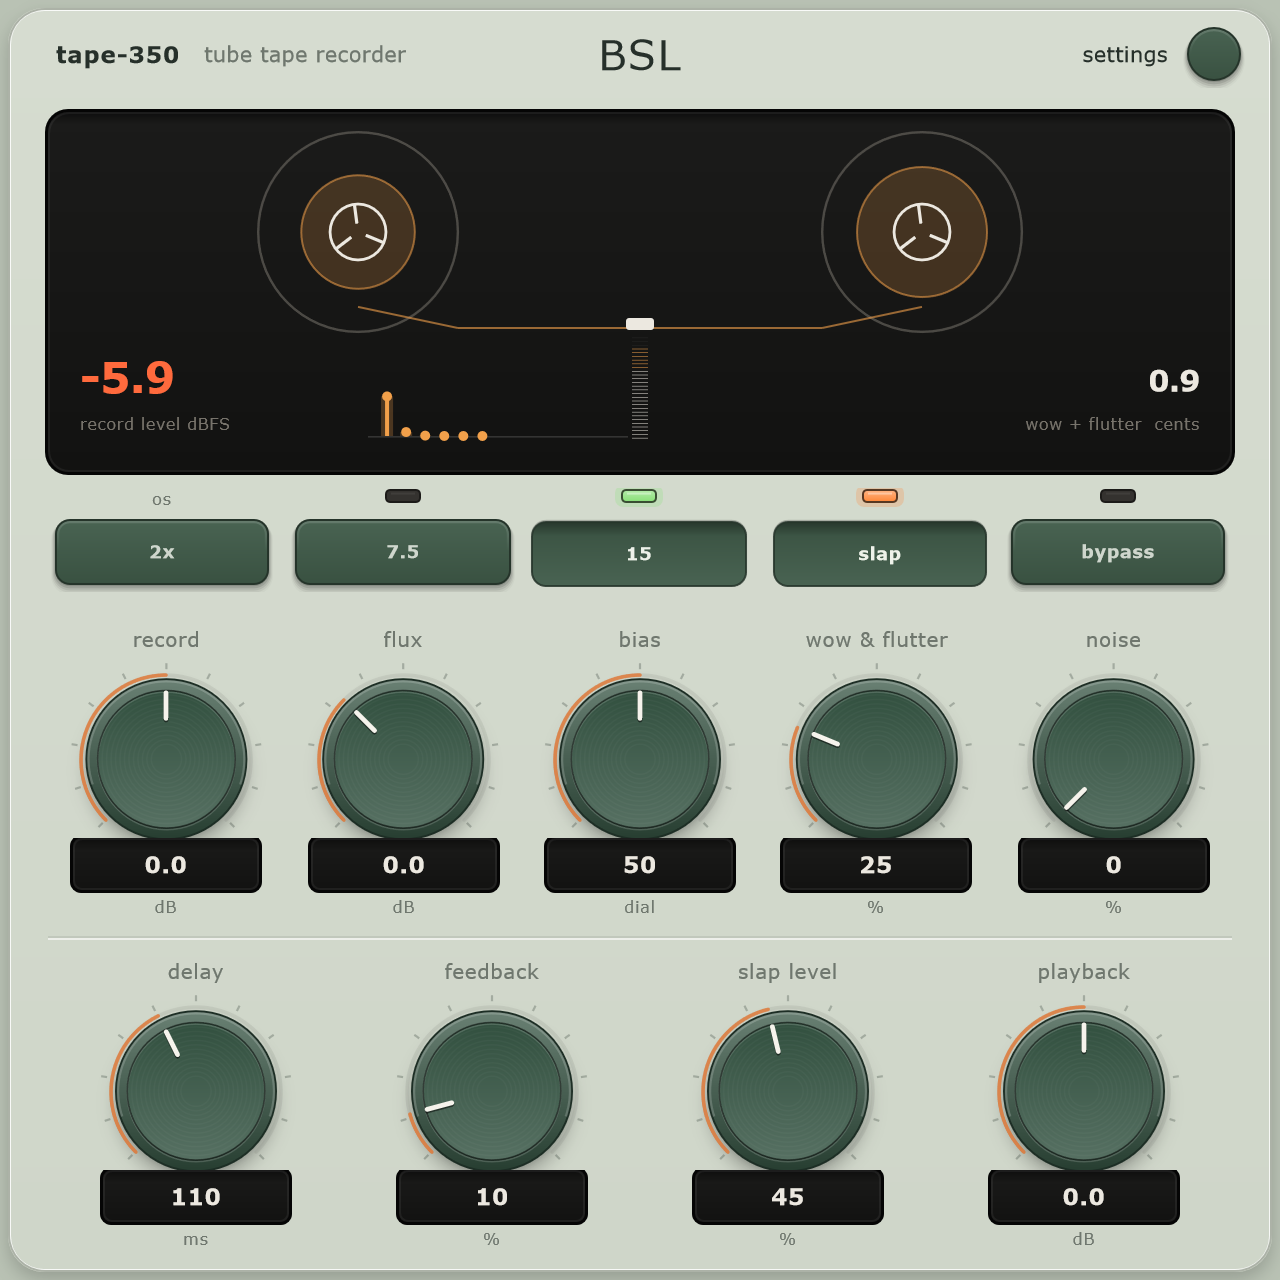 tape-350 tube tape recorder BSL settings
-5.9
record level dBFS
0.9
wow + flutter cents
os
2x 7.5 15 slap bypass
record flux bias wow & flutter noise
0.0 0.0 50 25 0
dB dB dial % %
delay feedback slap level playback
110 10 45 0.0
ms % % dB